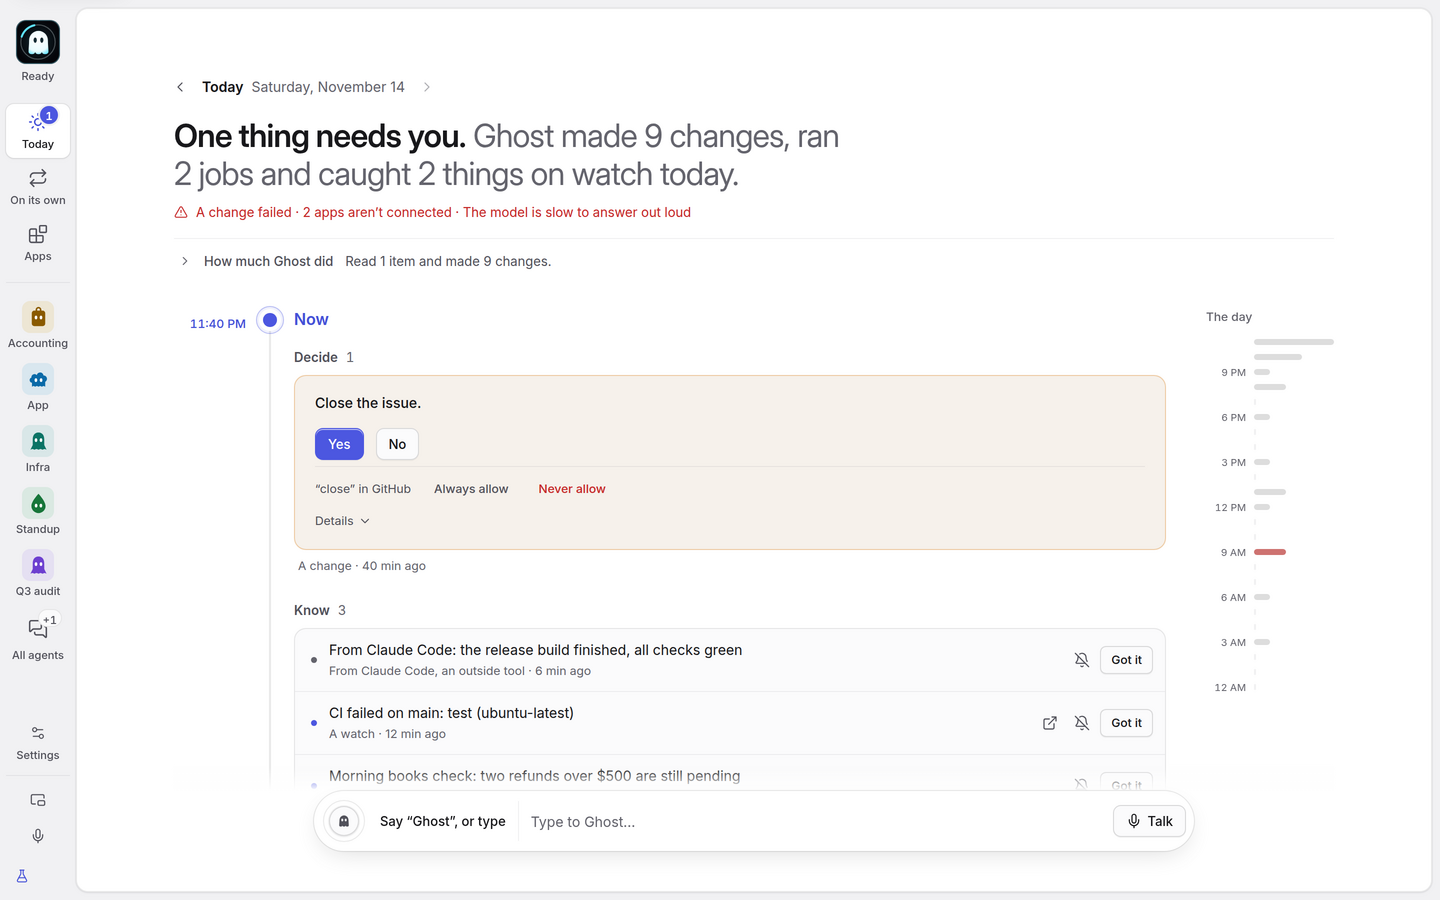 Ready
1
Today
On its own
Apps
Accounting
App
Infra
Standup
Q3 audit
+1
All agents
Settings
Today Saturday, November 14
One thing needs you. Ghost made 9 changes, ran
2 jobs and caught 2 things on watch today.
A change failed · 2 apps aren’t connected · The model is slow to answer out loud
How much Ghost did Read 1 item and made 9 changes.
11:40 PM Now
Decide 1
Close the issue.
Yes No
“close” in GitHub Always allow Never allow
Details
A change · 40 min ago
Know 3
From Claude Code: the release build finished, all checks green
From Claude Code, an outside tool · 6 min ago
Got it
CI failed on main: test (ubuntu-latest)
A watch · 12 min ago
Got it
Morning books check: two refunds over $500 are still pending
Got it
The day
9 PM
6 PM
3 PM
12 PM
9 AM
6 AM
3 AM
12 AM
Say “Ghost”, or type Type to Ghost... Talk